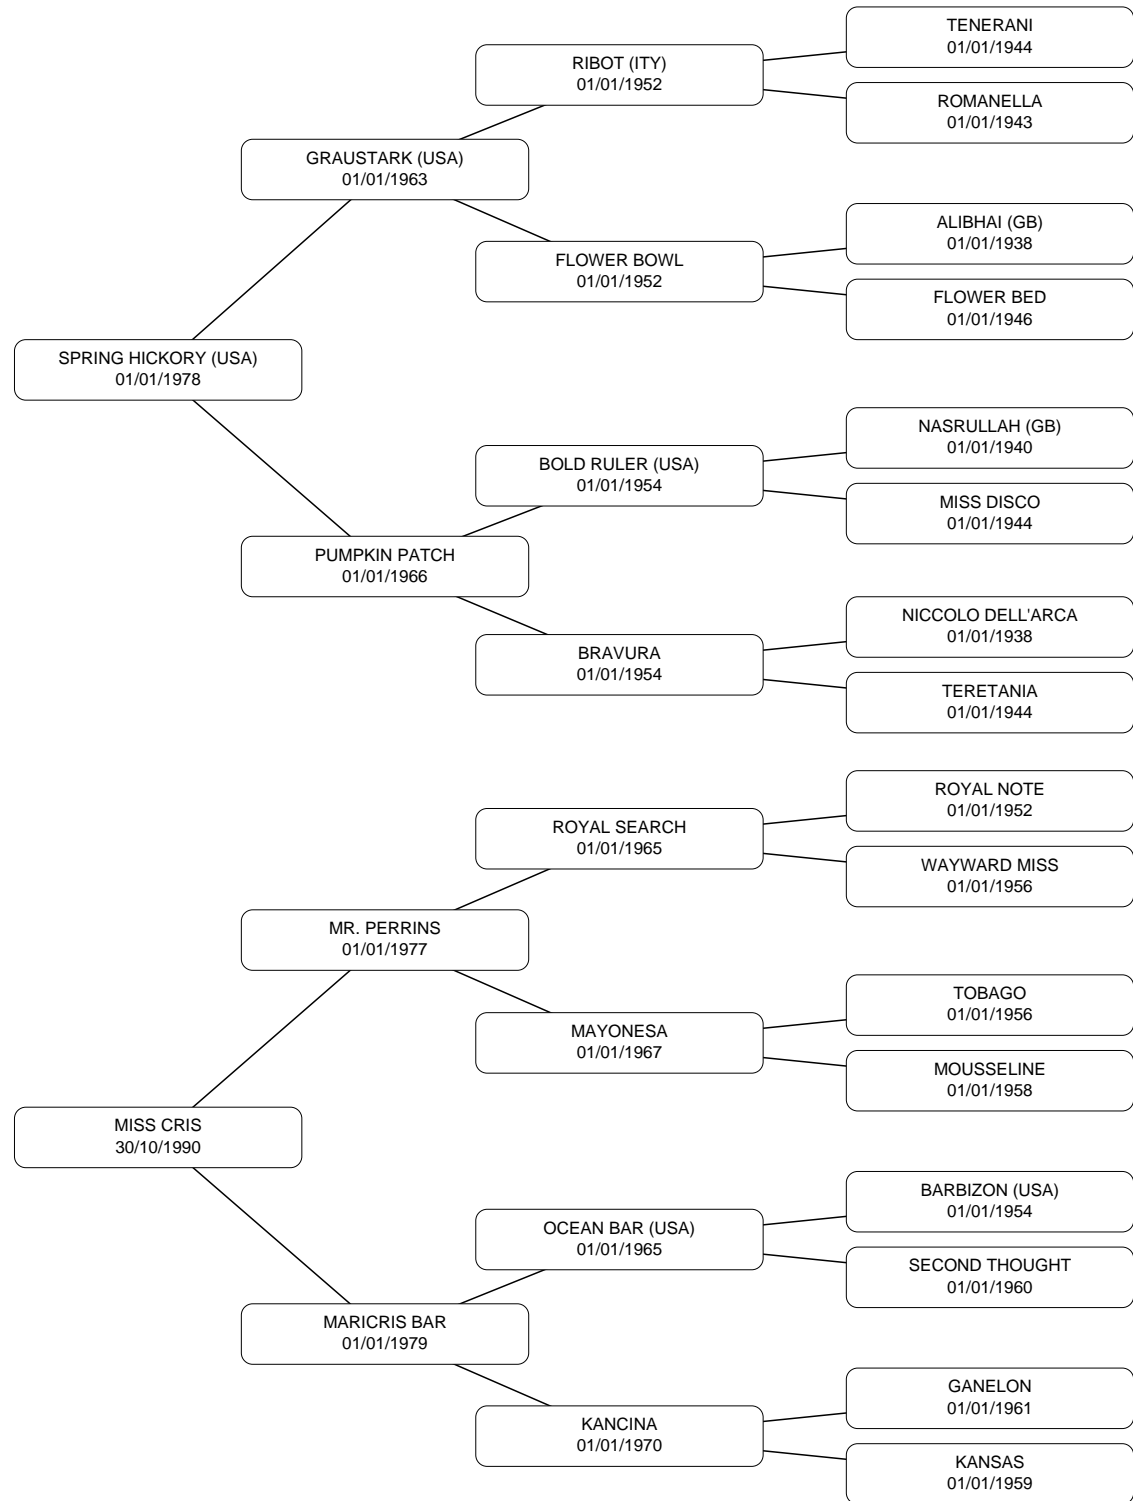 TENERANI
01/01/1944
RIBOT (ITY)
01/01/1952
ROMANELLA
01/01/1943
GRAUSTARK (USA)
01/01/1963
ALIBHAI (GB)
01/01/1938
FLOWER BOWL
01/01/1952
FLOWER BED
01/01/1946
SPRING HICKORY (USA)
01/01/1978
NASRULLAH (GB)
01/01/1940
BOLD RULER (USA)
01/01/1954
MISS DISCO
01/01/1944
PUMPKIN PATCH
01/01/1966
NICCOLO DELL'ARCA
01/01/1938
BRAVURA
01/01/1954
TERETANIA
01/01/1944
ROYAL NOTE
01/01/1952
ROYAL SEARCH
01/01/1965
WAYWARD MISS
01/01/1956
MR. PERRINS
01/01/1977
TOBAGO
01/01/1956
MAYONESA
01/01/1967
MOUSSELINE
01/01/1958
MISS CRIS
30/10/1990
BARBIZON (USA)
01/01/1954
OCEAN BAR (USA)
01/01/1965
SECOND THOUGHT
01/01/1960
MARICRIS BAR
01/01/1979
GANELON
01/01/1961
KANCINA
01/01/1970
KANSAS
01/01/1959